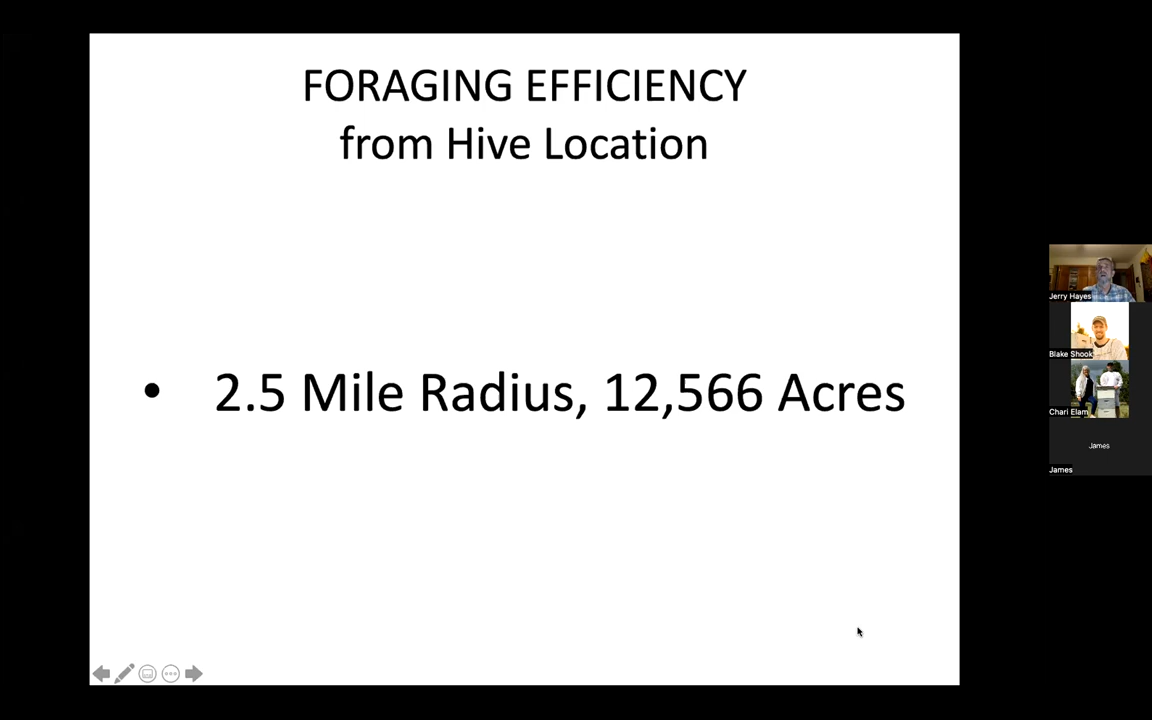 FORAGING EFFICIENCY
from Hive Location
• 2.5 Mile Radius, 12,566 Acres
Jerry Hayes
Blake Shook
Chari Elam
James
James